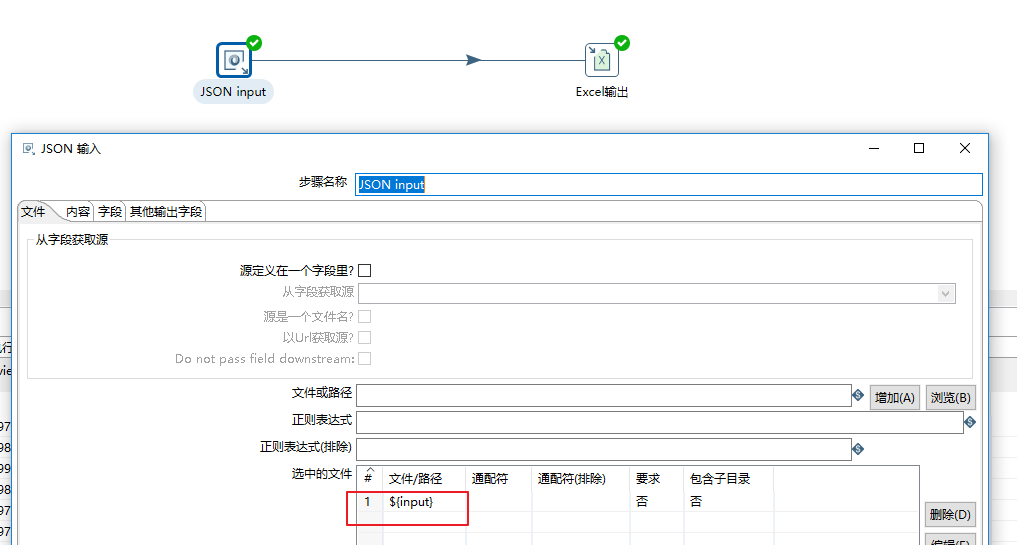 JSON input
Excel输出
JSON 输入
步骤名称 JSON input
文件 内容 字段 其他输出字段
从字段获取源
源定义在一个字段里?
从字段获取源
源是一个文件名?
以Url获取源?
Do not pass field downstream:
文件或路径 增加(A) 浏览(B)
正则表达式
正则表达式(排除)
选中的文件 # 文件/路径 通配符 通配符(排除) 要求 包含子目录
1 ${input} 否 否
删除(D)